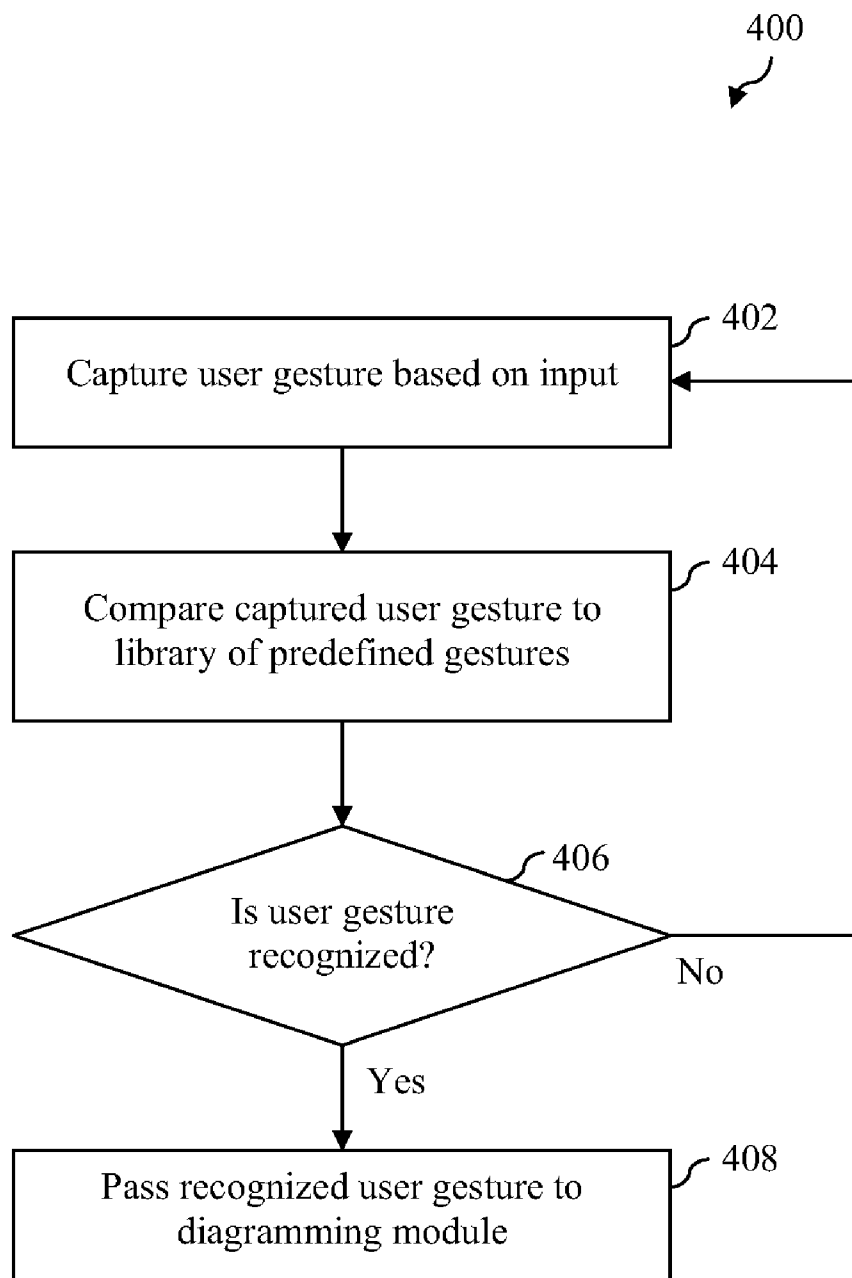 400
402
Capture user gesture based on input
404
Compare captured user gesture to
library of predefined gestures
406
Is user gesture
recognized?
No
Yes
408
Pass recognized user gesture to
diagramming module